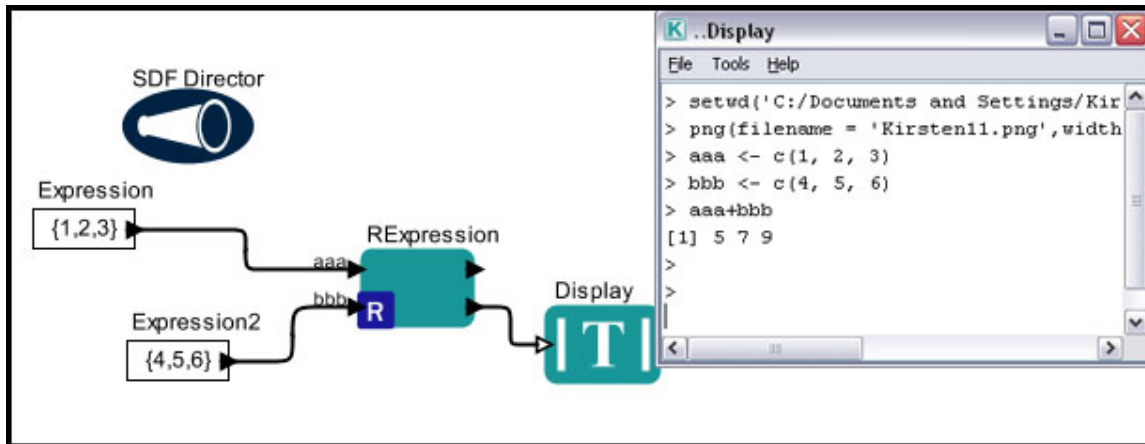 SDF Director
Expression
{1,2,3}
aaa
RExpression
bbb
R
Expression2
{4,5,6}
Display
T
K ..Display
File Tools Help
> setwd('C:/Documents and Settings/Kir
> png(filename = 'Kirsten11.png',width
> aaa <- c(1, 2, 3)
> bbb <- c(4, 5, 6)
> aaa+bbb
[1] 5 7 9
>
>